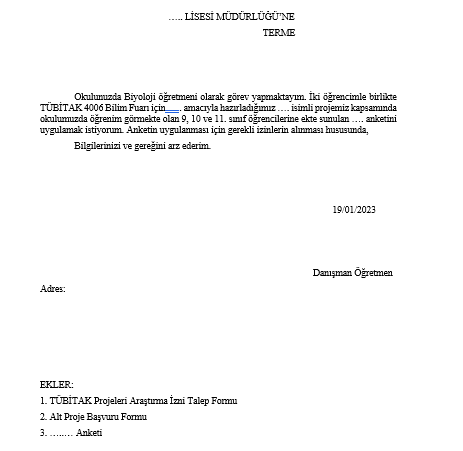 ….. LİSESİ MÜDÜRLÜĞÜ'NE
TERME
Okulunuzda Biyoloji öğretmeni olarak görev yapmaktayım. İki öğrencimle birlikte
TÜBİTAK 4006 Bilim Fuarı için___. amacıyla hazırladığımız …. isimli projemiz kapsamında
okulumuzda öğrenim görmekte olan 9, 10 ve 11. sınıf öğrencilerine ekte sunulan …. anketini
uygulamak istiyorum. Anketin uygulanması için gerekli izinlerin alınması hususunda,
Bilgilerinizi ve gereğini arz ederim.
19/01/2023
Danışman Öğretmen
Adres:
EKLER:
1. TÜBİTAK Projeleri Araştırma İzni Talep Formu
2. Alt Proje Başvuru Formu
3. …..… Anketi